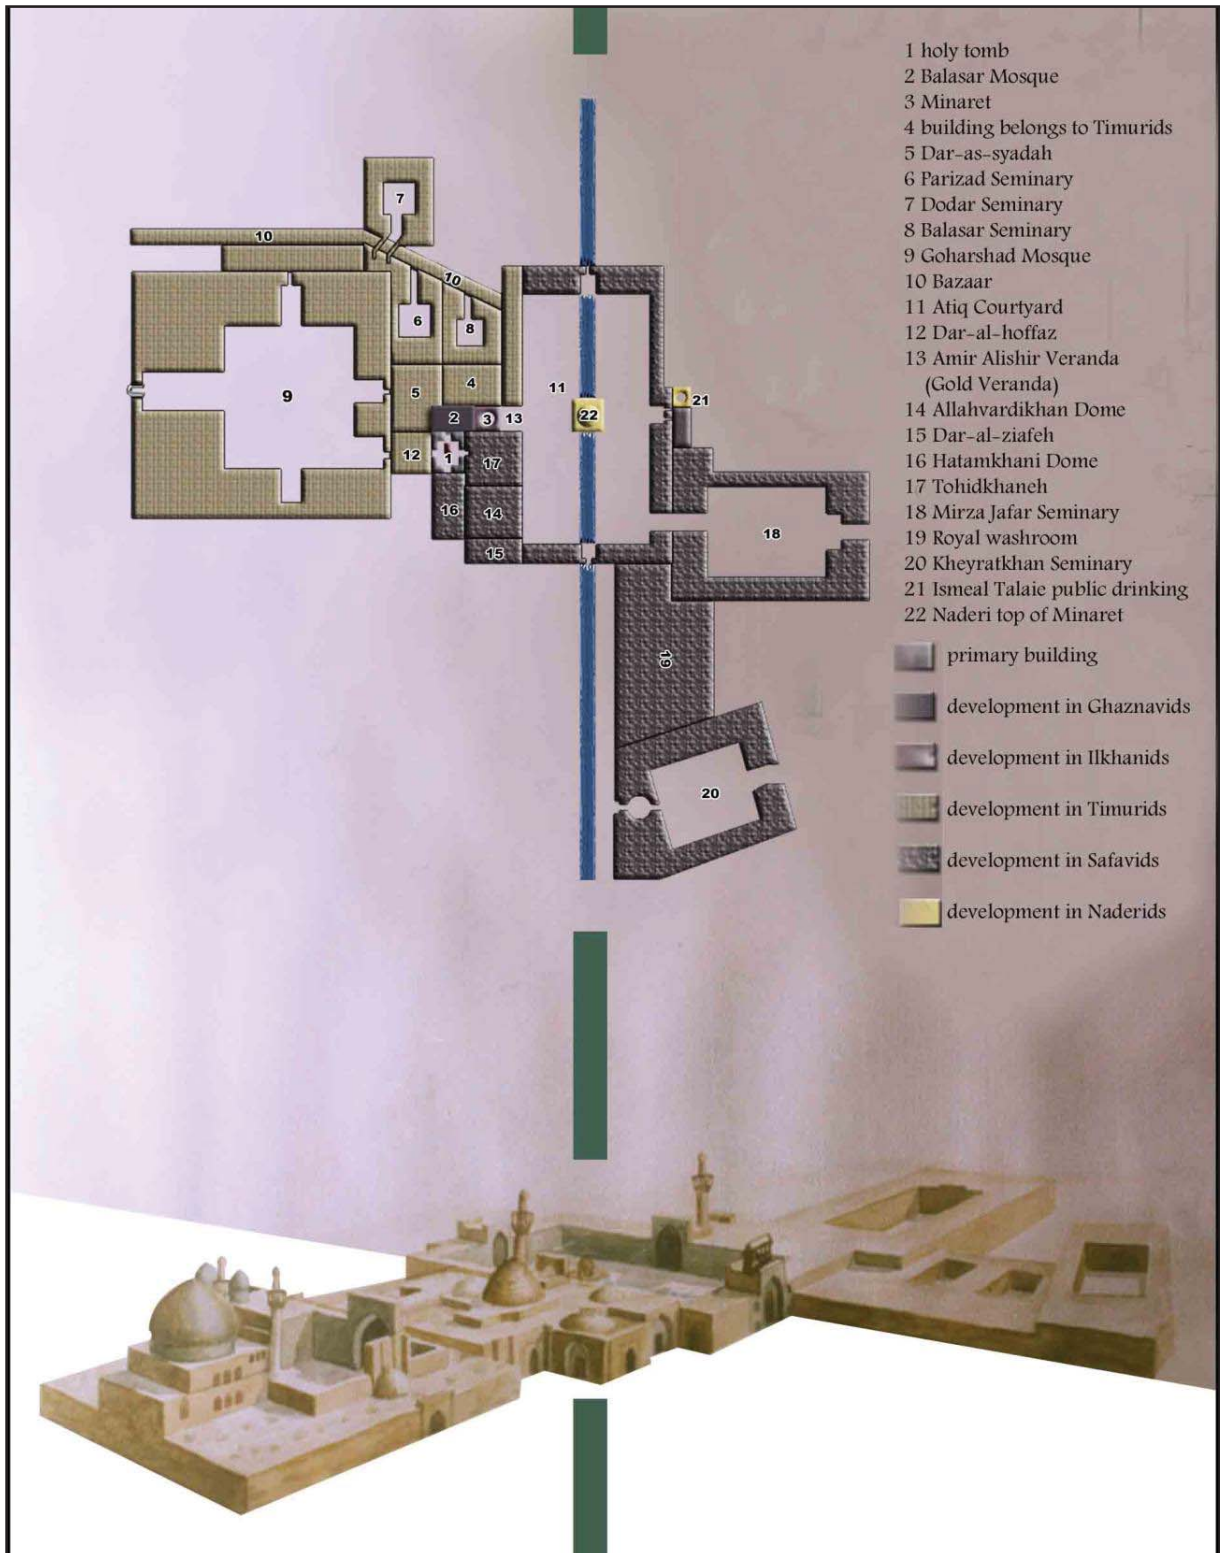 1 holy tomb
2 Balasar Mosque
3 Minaret
4 building belongs to Timurids
5 Dar-as-syadah
6 Parizad Seminary
7 Dodar Seminary
8 Balasar Seminary
9 Goharshad Mosque
10 Bazaar
11 Atiq Courtyard
12 Dar-al-hoffaz
13 Amir Alishir Veranda
(Gold Veranda)
14 Allahvardikhan Dome
15 Dar-al-ziafeh
16 Hatamkhani Dome
17 Tohidkhaneh
18 Mirza Jafar Seminary
19 Royal washroom
20 Kheyratkhan Seminary
21 Ismeal Talaie public drinking
22 Naderi top of Minaret
primary building
development in Ghaznavids
development in Ilkhanids
development in Timurids
development in Safavids
development in Naderids
7
10
10
6
8
11
5
4
9
2
3
13
22
21
12
1
17
16
14
18
15
19
20